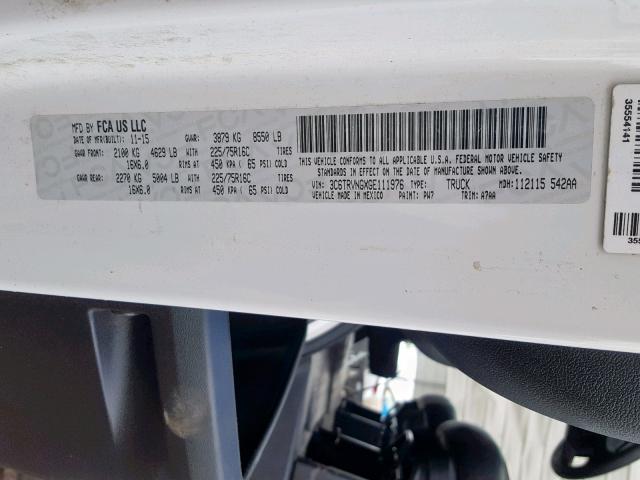 MFD BY FCA US LLC
DATE OF MFR(BUILT): 11-15 GVWR: 3879 KG 8550 LB
GAWR FRONT: 2100 KG 4629 LB WITH 225/75R16C TIRES
16X6.0 RIMS AT 450 KPA ( 65 PSI) COLD
GAWR REAR: 2270 KG 5004 LB WITH 225/75R16C TIRES
16X6.0 RIMS AT 450 KPA ( 65 PSI) COLD
THIS VEHICLE CONFORMS TO ALL APPLICABLE U.S.A. FEDERAL MOTOR VEHICLE SAFETY
STANDARDS IN EFFECT ON THE DATE OF MANUFACTURE SHOWN ABOVE.
VIN: 3C6TRVNGXGE111976 TYPE: TRUCK MDH: 112115 542AA
VEHICLE MADE IN MEXICO PAINT: PW7 TRIM: A7AA
35554141
355